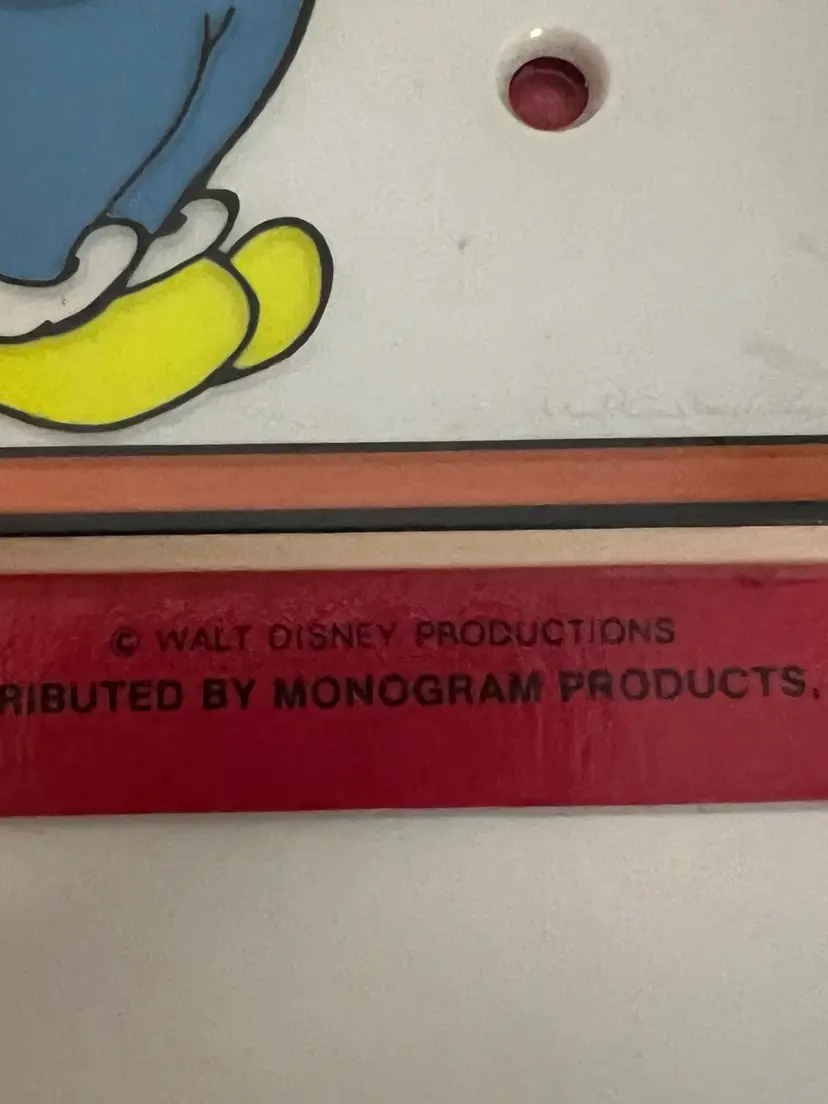 © WALT DISNEY PRODUCTIONS
RIBUTED BY MONOGRAM PRODUCTS,